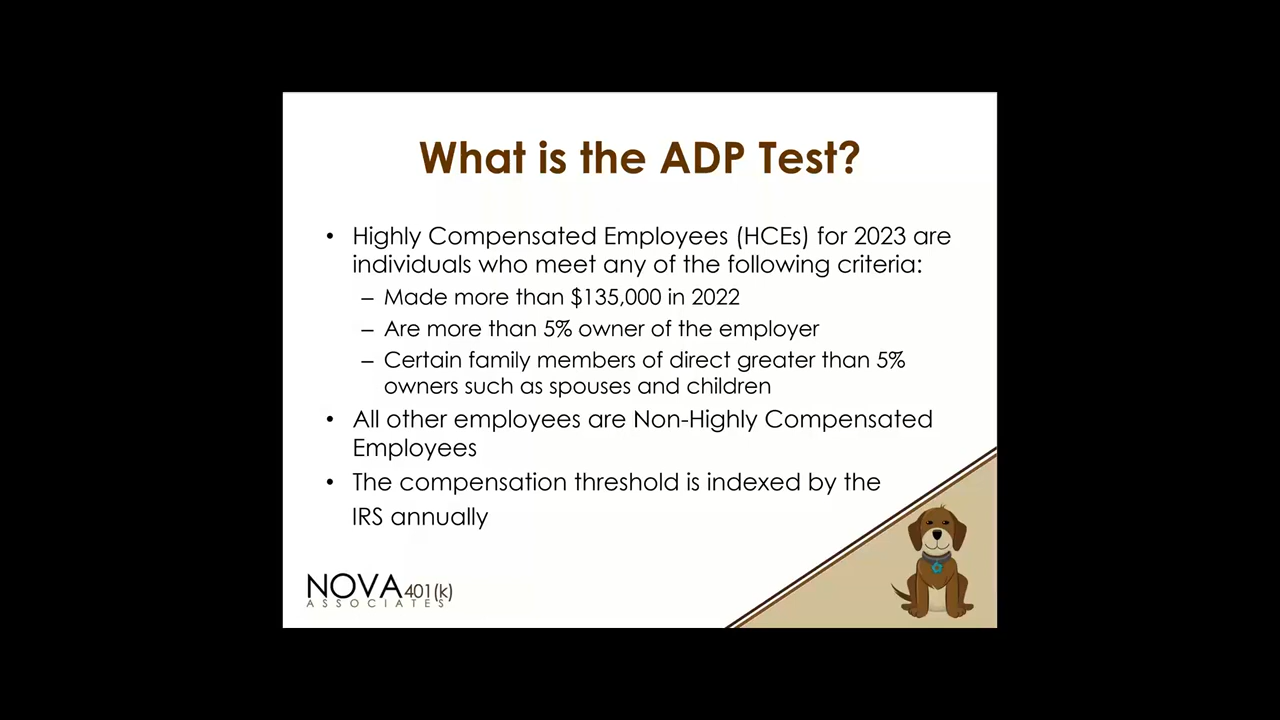 What is the ADP Test?
• Highly Compensated Employees (HCEs) for 2023 are
individuals who meet any of the following criteria:
– Made more than $135,000 in 2022
– Are more than 5% owner of the employer
– Certain family members of direct greater than 5%
owners such as spouses and children
• All other employees are Non-Highly Compensated
Employees
• The compensation threshold is indexed by the
IRS annually
NOVA 401(k)
ASSOCIATES